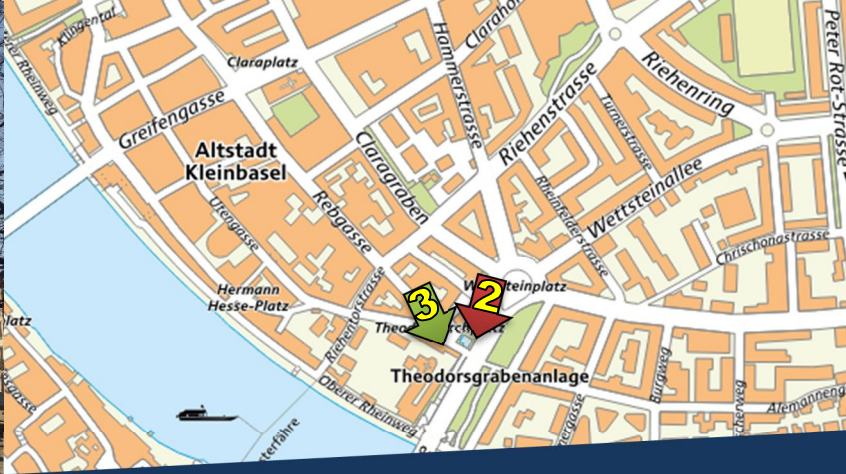 Klingental
Clarahof
Hammerstrasse
Peter Rot-Strasse
Claraplatz
Riehenring
Greifengasse
Riehenstrasse
Turnerstrasse
Altstadt
Kleinbasel
Claragraben
Wettsteinallee
Rebgasse
Rheinfelderstrasse
Utengasse
Chrischonastrasse
Hermann
Hesse-Platz
Riehentorstrasse
3
2
Theodorsgrabenanlage
Oberer Rheinweg
Burgweg
Alemanneng